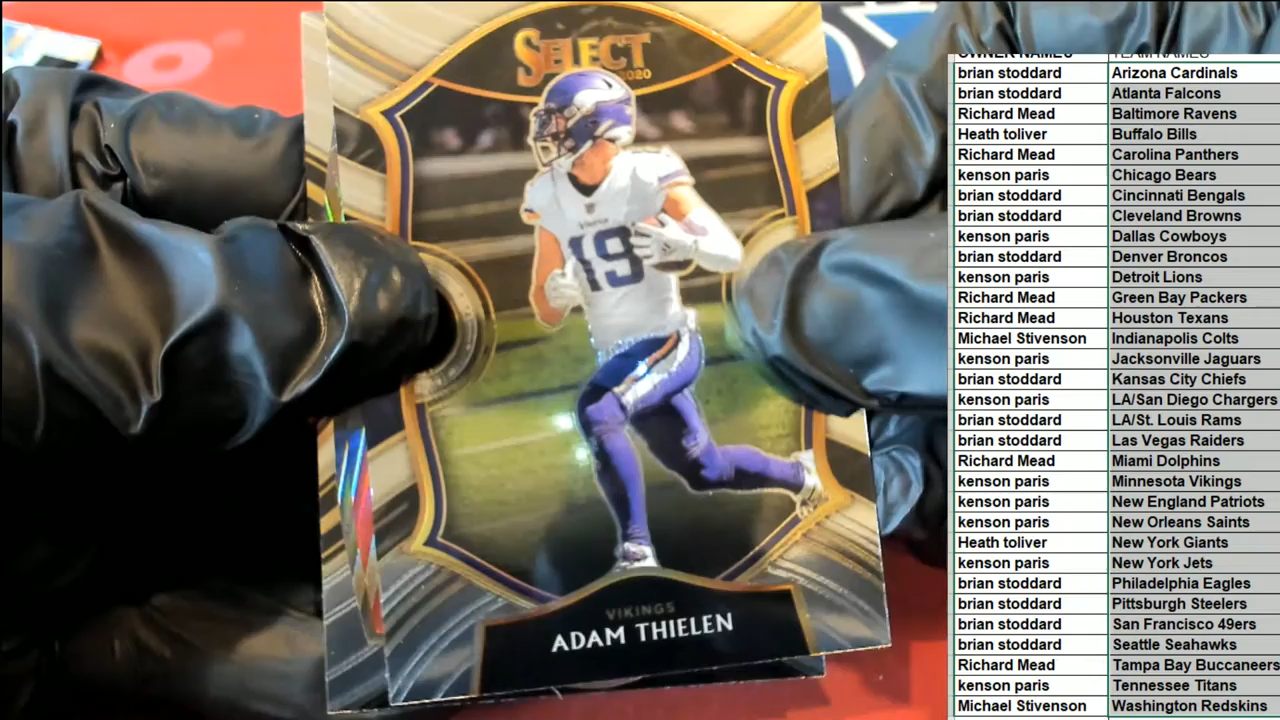 SELECT
2020
19
VIKINGS
ADAM THIELEN
OWNER NAMES TEAM NAMES
brian stoddard Arizona Cardinals
brian stoddard Atlanta Falcons
Richard Mead Baltimore Ravens
Heath toliver Buffalo Bills
Richard Mead Carolina Panthers
kenson paris Chicago Bears
brian stoddard Cincinnati Bengals
brian stoddard Cleveland Browns
kenson paris Dallas Cowboys
brian stoddard Denver Broncos
kenson paris Detroit Lions
Richard Mead Green Bay Packers
Richard Mead Houston Texans
Michael Stivenson Indianapolis Colts
kenson paris Jacksonville Jaguars
brian stoddard Kansas City Chiefs
kenson paris LA/San Diego Chargers
brian stoddard LA/St. Louis Rams
brian stoddard Las Vegas Raiders
Richard Mead Miami Dolphins
kenson paris Minnesota Vikings
kenson paris New England Patriots
kenson paris New Orleans Saints
Heath toliver New York Giants
kenson paris New York Jets
brian stoddard Philadelphia Eagles
brian stoddard Pittsburgh Steelers
brian stoddard San Francisco 49ers
brian stoddard Seattle Seahawks
Richard Mead Tampa Bay Buccaneers
kenson paris Tennessee Titans
Michael Stivenson Washington Redskins